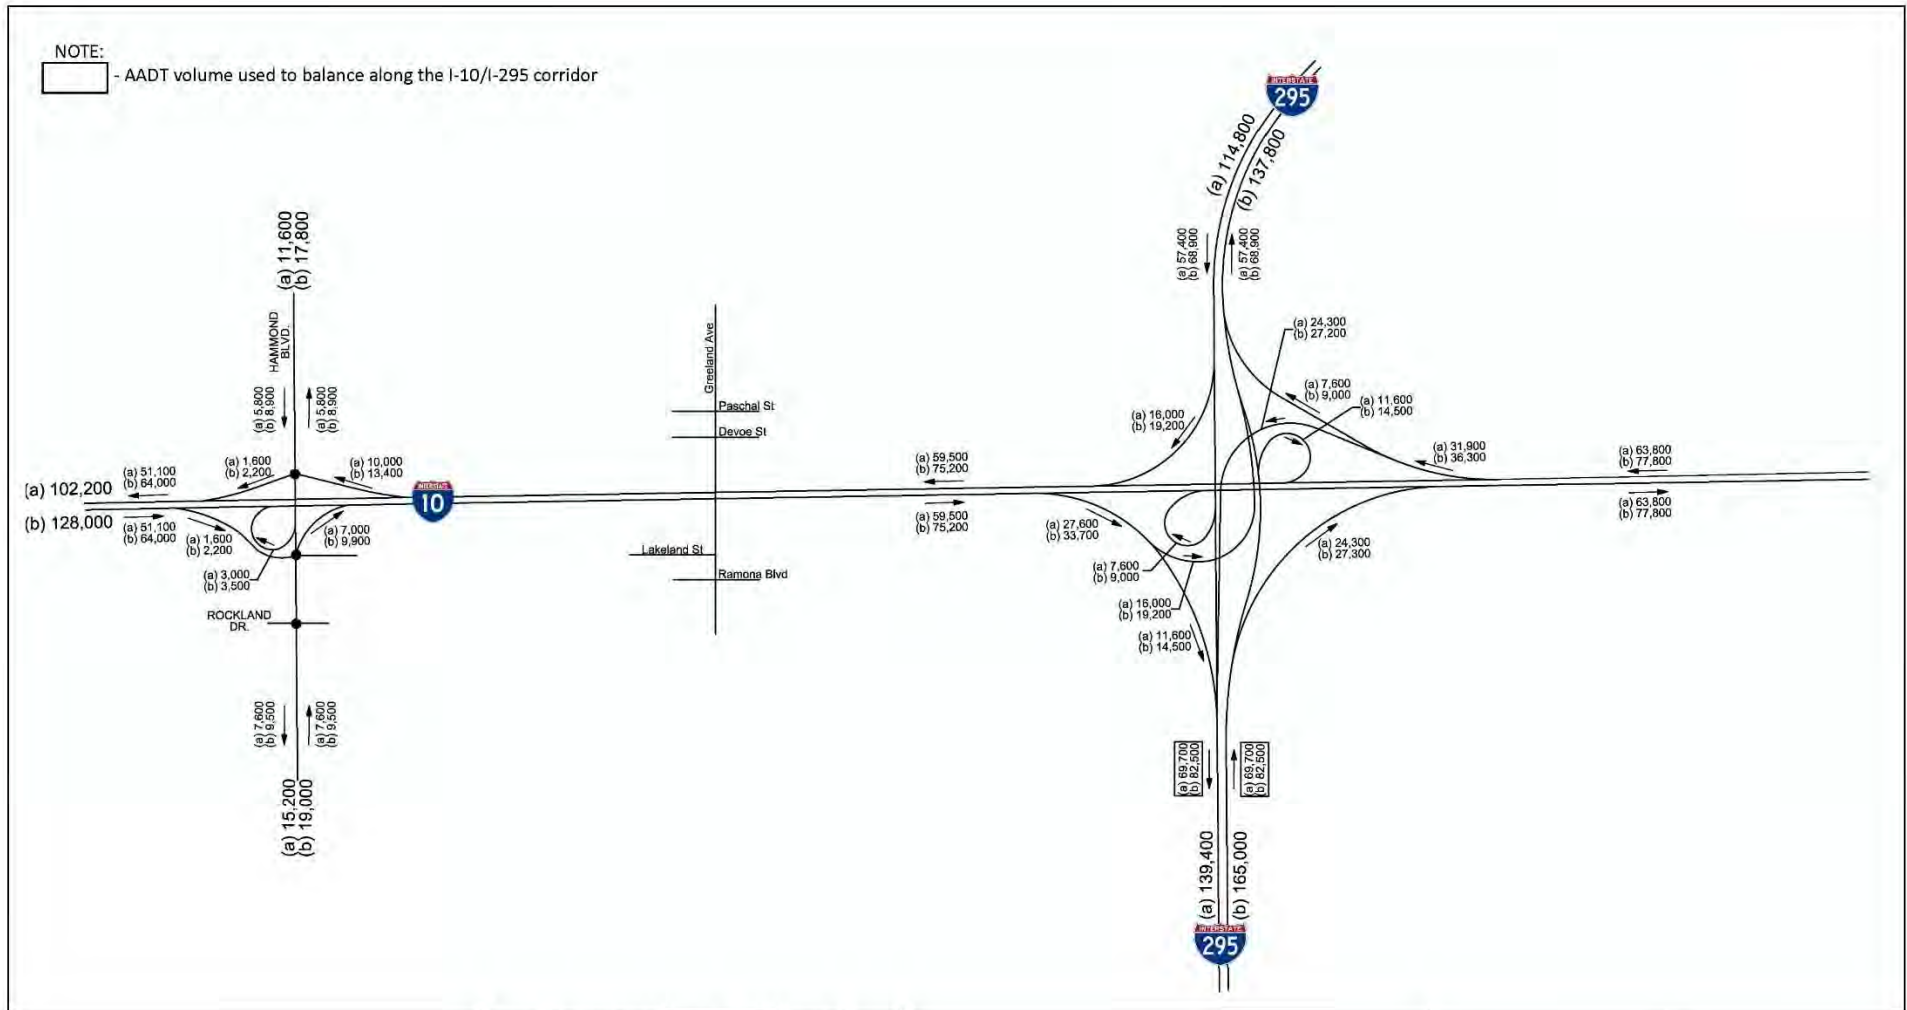 NOTE:
- AADT volume used to balance along the I-10/I-295 corridor
INTERSTATE
295
(a) 114,800
(b) 137,800
(a) 57,400
(b) 68,900
(a) 57,400
(b) 68,900
(a) 11,600
(b) 17,800
HAMMOND
BLVD.
(a) 5,800
(b) 8,900
(a) 5,800
(b) 8,900
Greeland Ave
Paschal St
Devoe St
Lakeland St
Ramona Blvd
(a) 24,300
(b) 27,200
(a) 7,600
(b) 9,000
(a) 11,600
(b) 14,500
(a) 16,000
(b) 19,200
(a) 31,900
(b) 36,300
(a) 63,800
(b) 77,800
(a) 63,800
(b) 77,800
(a) 59,500
(b) 75,200
(a) 59,500
(b) 75,200
(a) 102,200
(b) 128,000
(a) 51,100
(b) 64,000
(a) 51,100
(b) 64,000
(a) 1,600
(b) 2,200
(a) 10,000
(b) 13,400
INTERSTATE
10
(a) 1,600
(b) 2,200
(a) 7,000
(b) 9,900
(a) 3,000
(b) 3,500
ROCKLAND
DR.
(a) 7,600
(b) 9,500
(a) 7,600
(b) 9,500
(a) 15,200
(b) 19,000
(a) 27,600
(b) 33,700
(a) 7,600
(b) 9,000
(a) 16,000
(b) 19,200
(a) 11,600
(b) 14,500
(a) 24,300
(b) 27,300
(a) 69,700
(b) 82,500
(a) 69,700
(b) 82,500
(a) 139,400
(b) 165,000
INTERSTATE
295